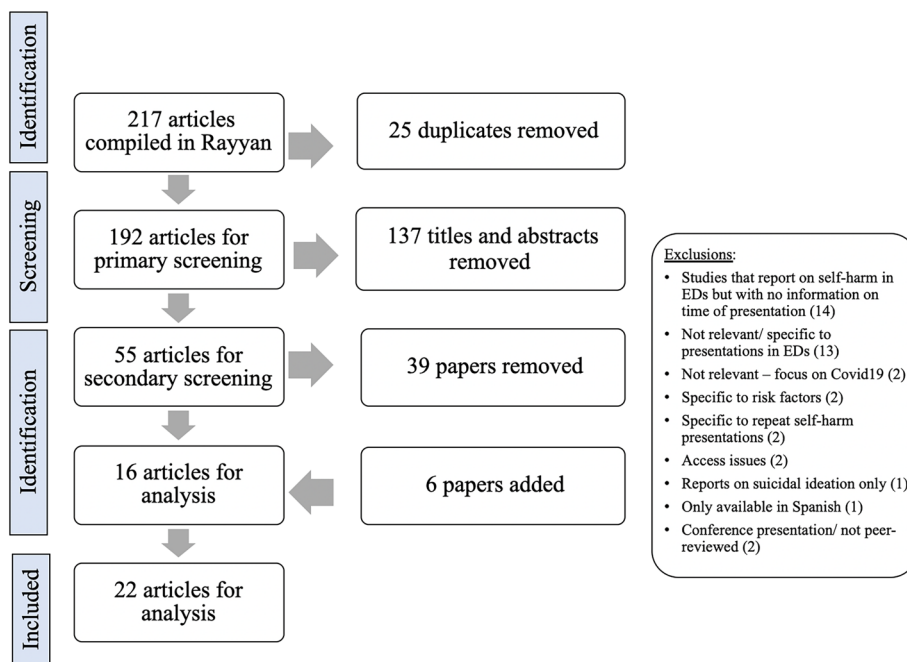 Identification
217 articles
compiled in Rayyan
25 duplicates removed
Screening
192 articles for
primary screening
137 titles and abstracts
removed
Identification
55 articles for
secondary screening
39 papers removed
16 articles for
analysis
6 papers added
Included
22 articles for
analysis
Exclusions:
• Studies that report on self-harm in
EDs but with no information on
time of presentation (14)
• Not relevant/ specific to
presentations in EDs (13)
• Not relevant – focus on Covid19 (2)
• Specific to risk factors (2)
• Specific to repeat self-harm
presentations (2)
• Access issues (2)
• Reports on suicidal ideation only (1)
• Only available in Spanish (1)
• Conference presentation/ not peer-
reviewed (2)